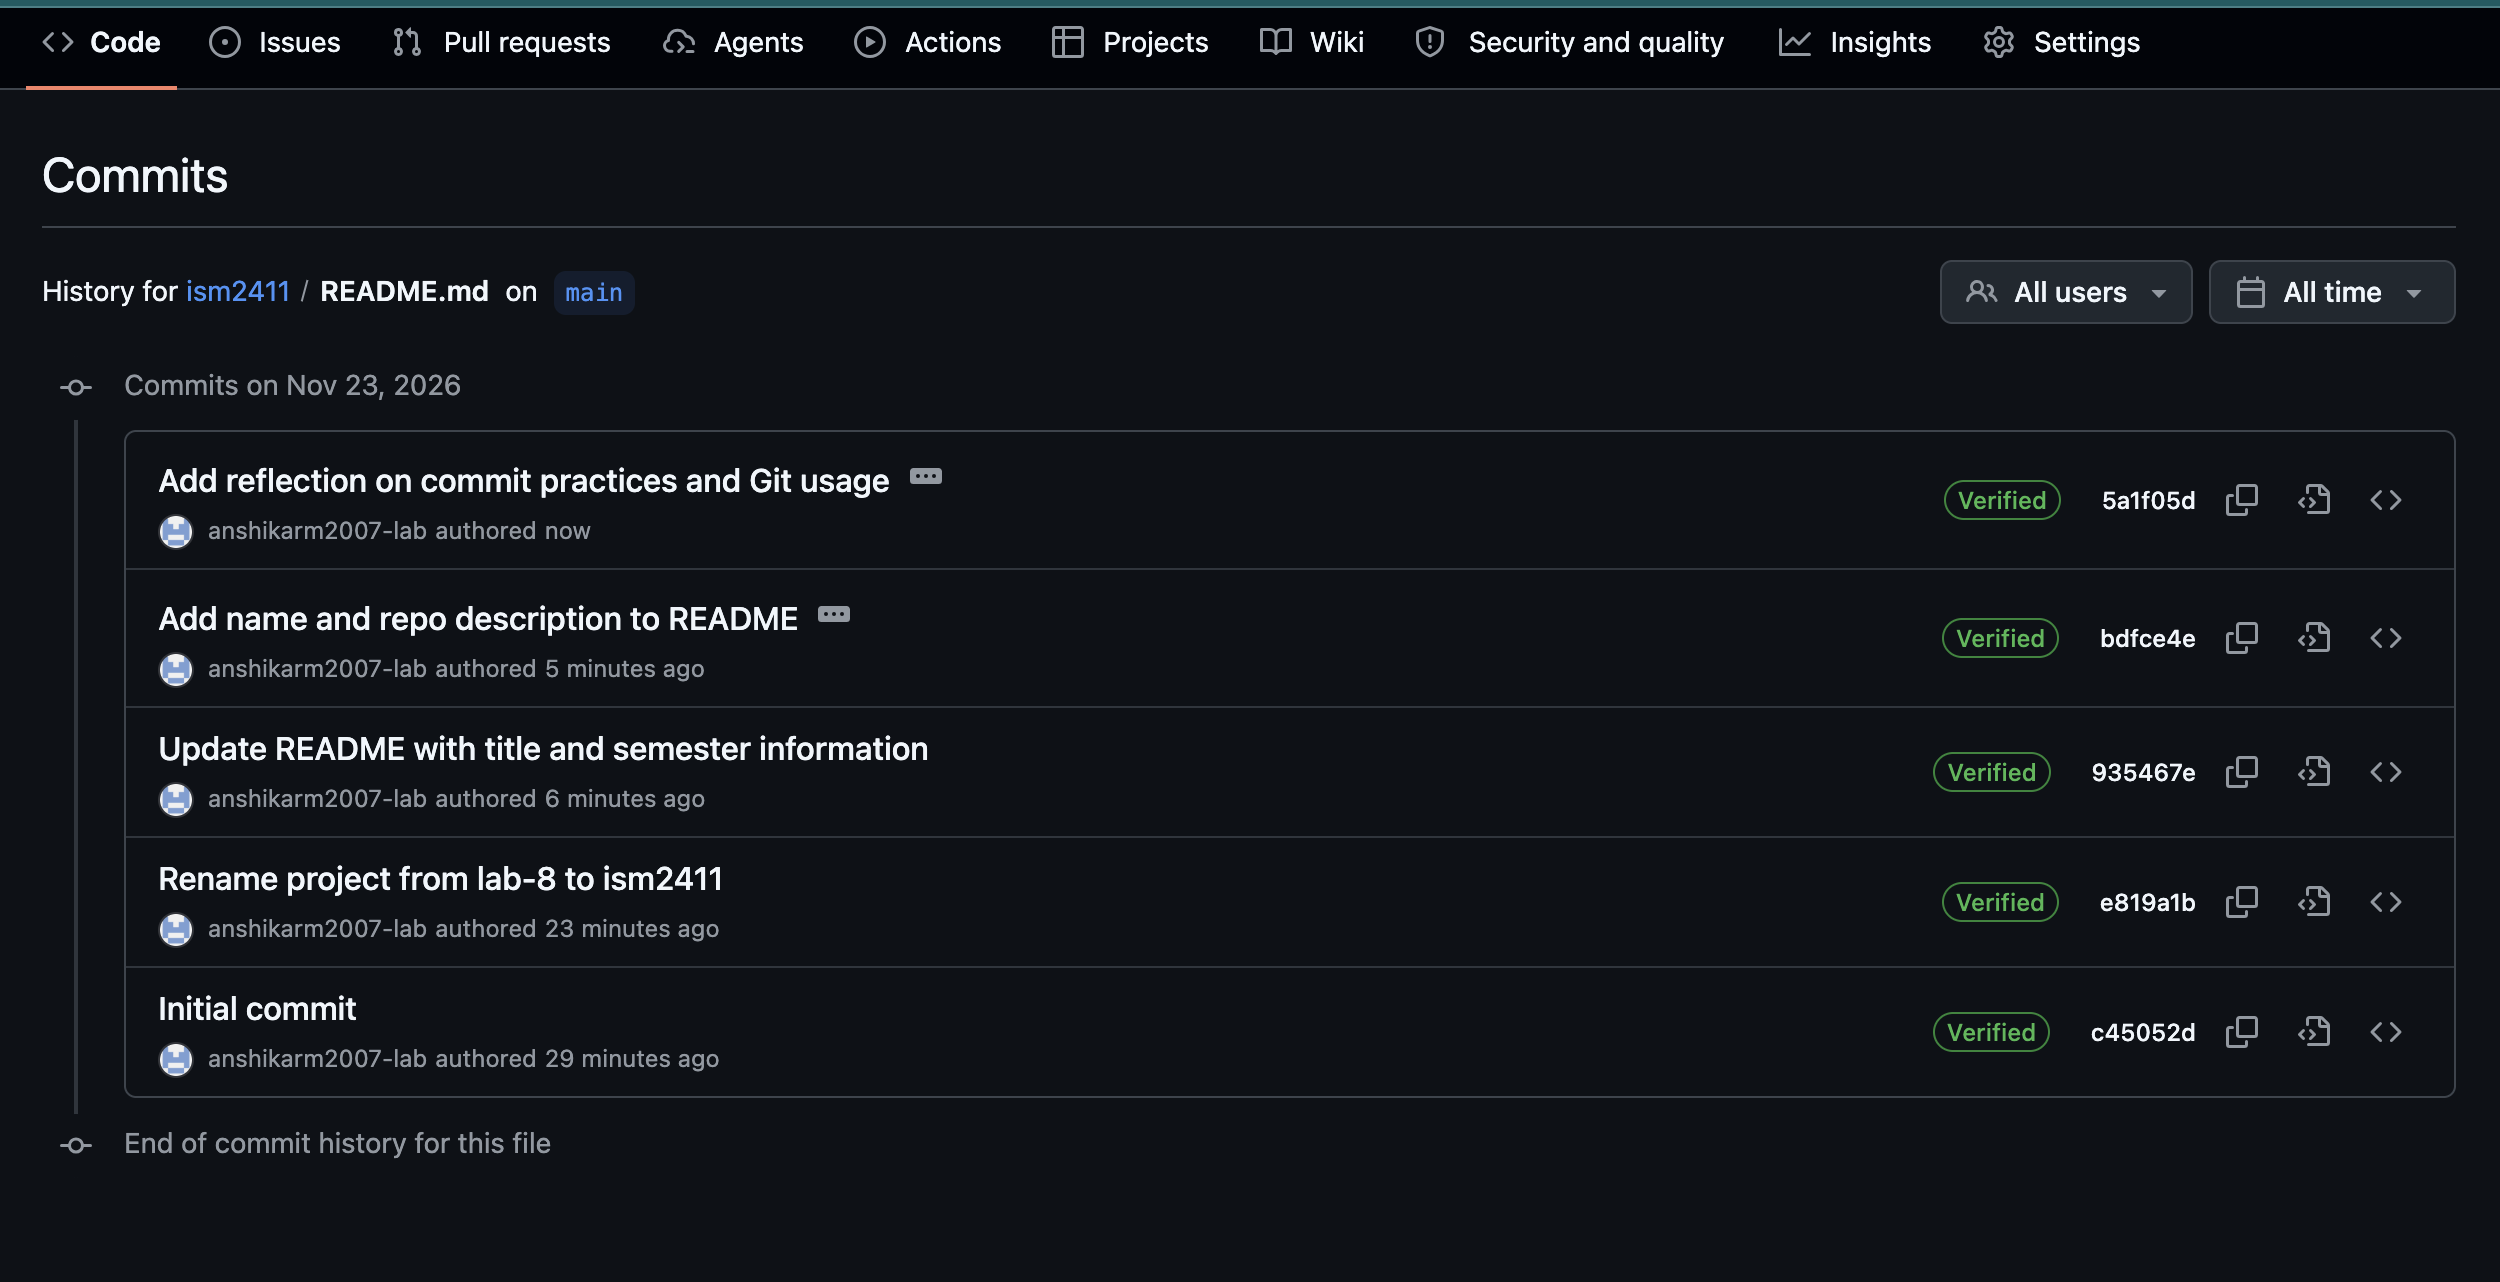 Code Issues Pull requests Agents Actions Projects Wiki Security and quality Insights Settings
Commits
History for ism2411 / README.md on main
All users All time
Commits on Nov 23, 2026
Add reflection on commit practices and Git usage
anshikarm2007-lab authored now
Verified 5a1f05d
Add name and repo description to README
anshikarm2007-lab authored 5 minutes ago
Verified bdfce4e
Update README with title and semester information
anshikarm2007-lab authored 6 minutes ago
Verified 935467e
Rename project from lab-8 to ism2411
anshikarm2007-lab authored 23 minutes ago
Verified e819a1b
Initial commit
anshikarm2007-lab authored 29 minutes ago
Verified c45052d
End of commit history for this file